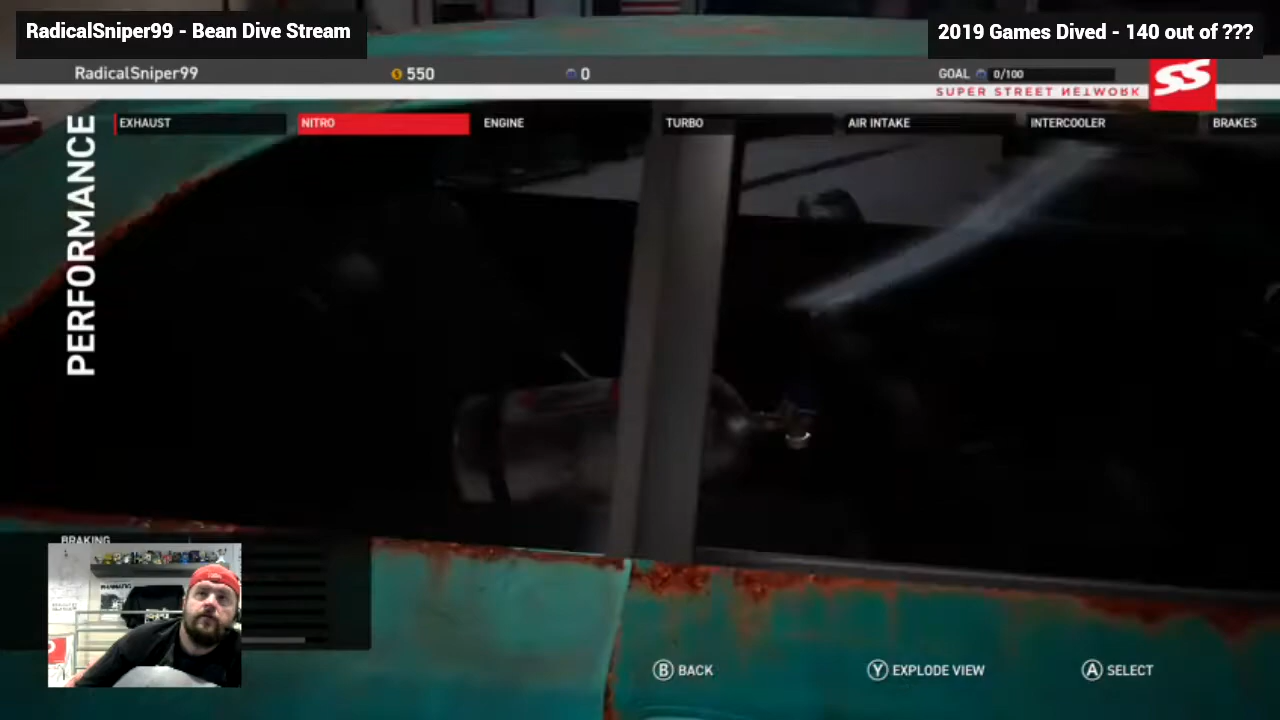 RadicalSniper99 - Bean Dive Stream
2019 Games Dived - 140 out of ???
RadicalSniper99
550
0
GOAL
0/100
SUPER STREET NETWORK
SS
PERFORMANCE
EXHAUST
NITRO
ENGINE
TURBO
AIR INTAKE
INTERCOOLER
BRAKES
BRAKING
B BACK
Y EXPLODE VIEW
A SELECT